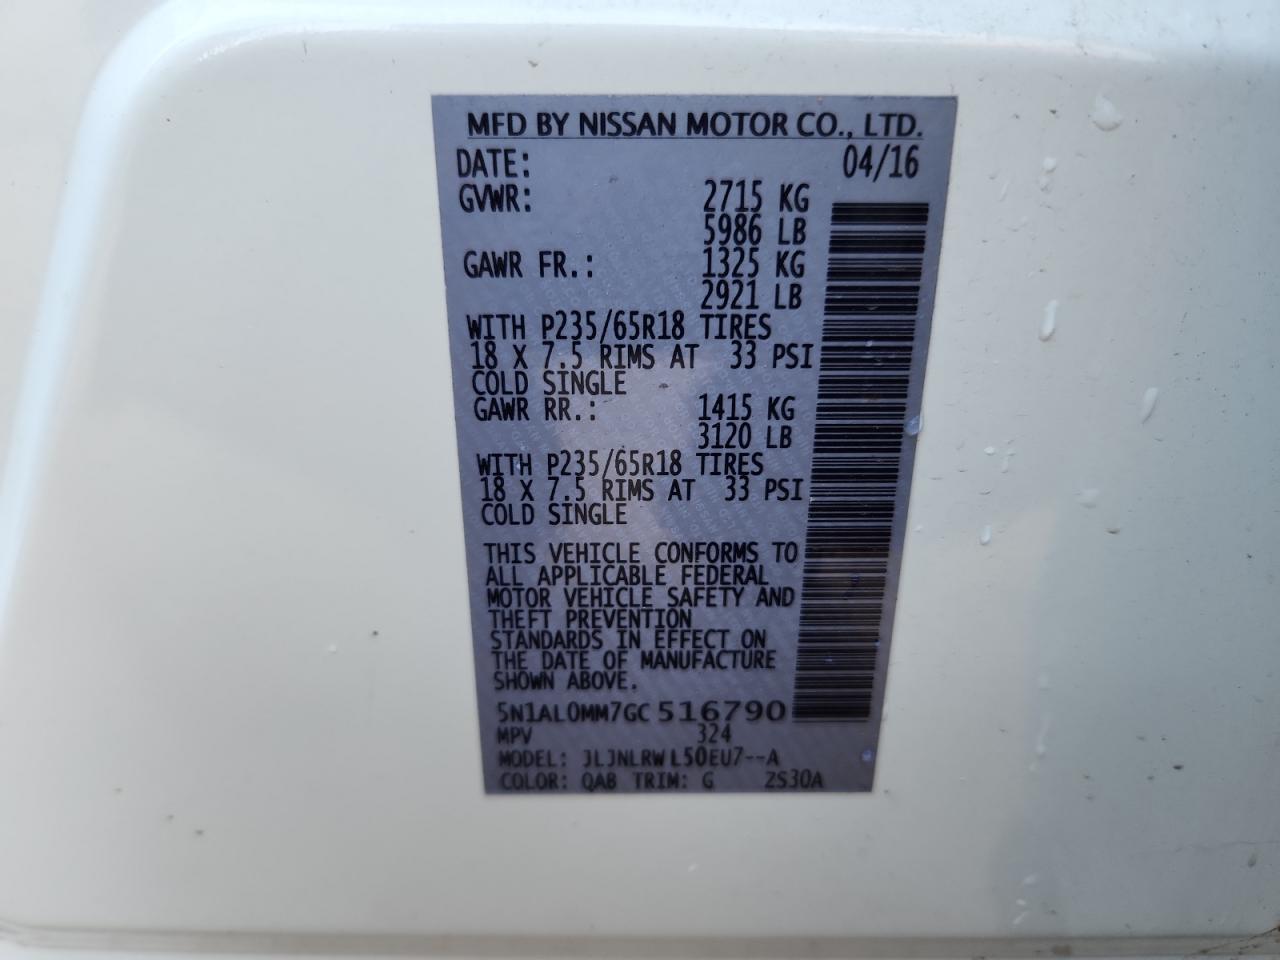 MFD BY NISSAN MOTOR CO., LTD.
DATE: 04/16
GVWR: 2715 KG
5986 LB
GAWR FR.: 1325 KG
2921 LB
WITH P235/65R18 TIRES
18 X 7.5 RIMS AT 33 PSI
COLD SINGLE
GAWR RR.: 1415 KG
3120 LB
WITH P235/65R18 TIRES
18 X 7.5 RIMS AT 33 PSI
COLD SINGLE
THIS VEHICLE CONFORMS TO
ALL APPLICABLE FEDERAL
MOTOR VEHICLE SAFETY AND
THEFT PREVENTION
STANDARDS IN EFFECT ON
THE DATE OF MANUFACTURE
SHOWN ABOVE.
5N1AL0MM7GC516790
MPV 324
MODEL: JLJNLRWL50EU7--A
COLOR: QAB TRIM: G ZS30A